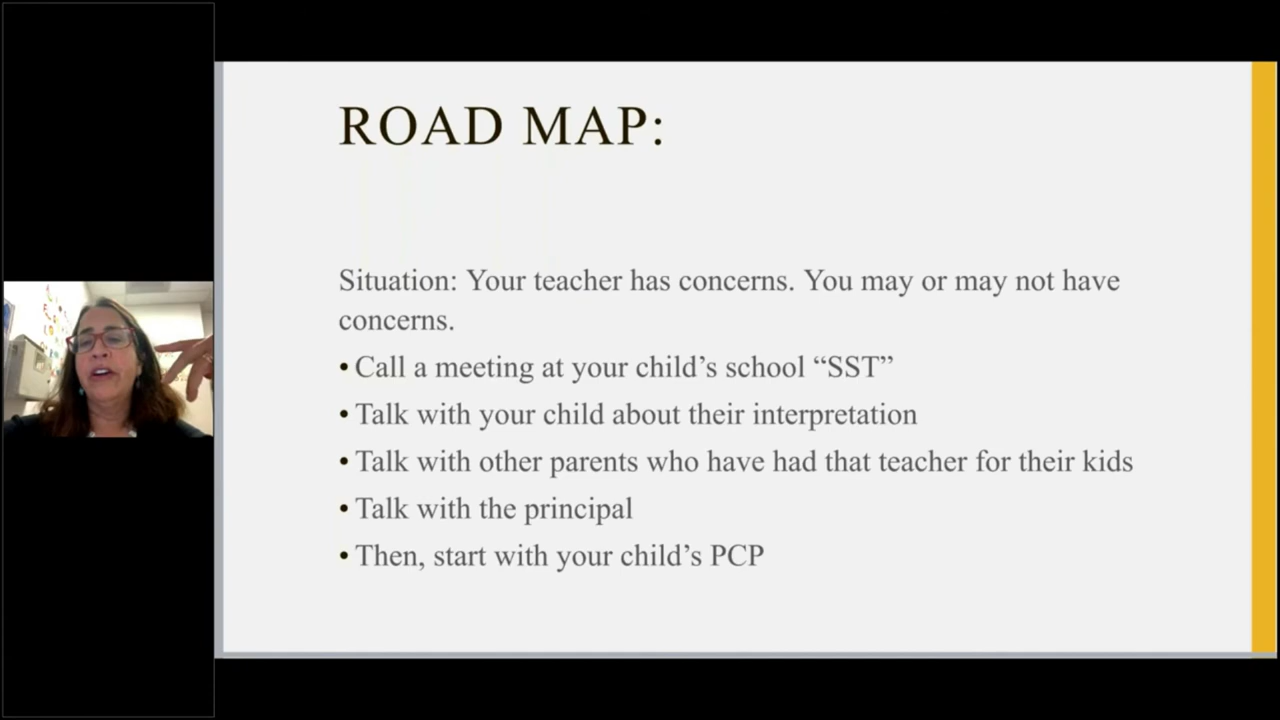 ROAD MAP:
Situation: Your teacher has concerns. You may or may not have
concerns.
• Call a meeting at your child’s school “SST”
• Talk with your child about their interpretation
• Talk with other parents who have had that teacher for their kids
• Talk with the principal
• Then, start with your child’s PCP